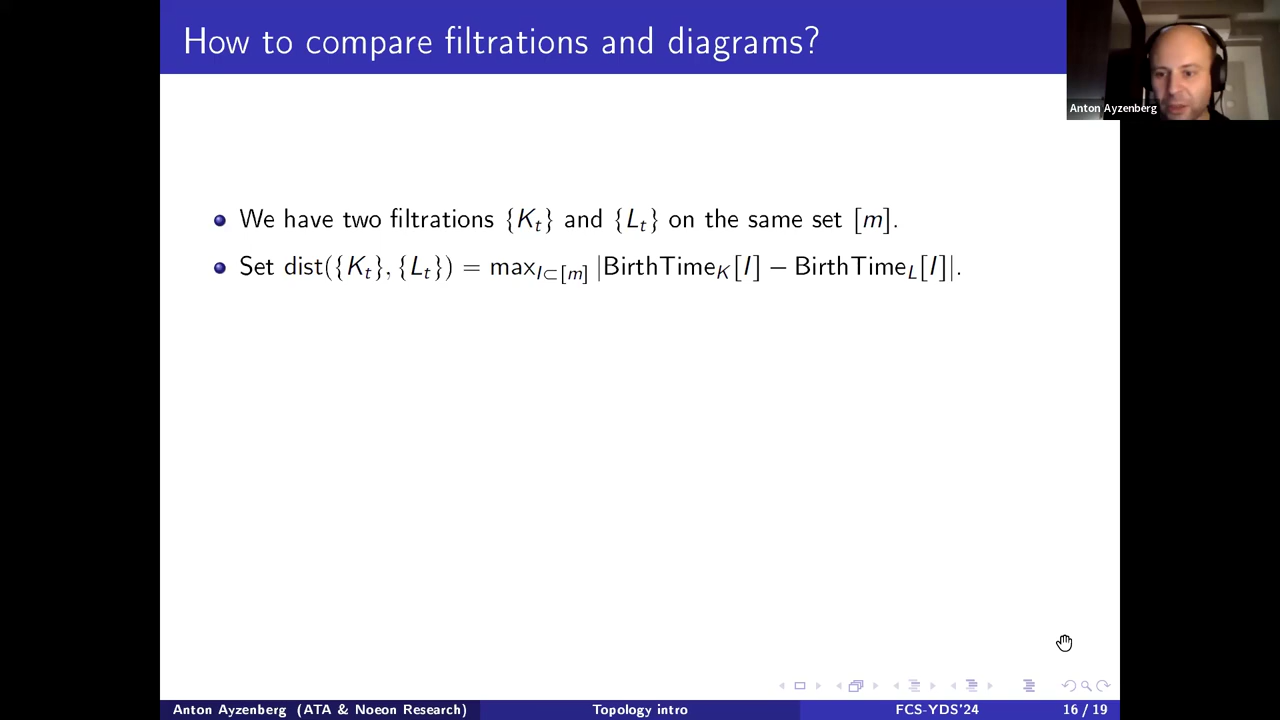 How to compare filtrations and diagrams?
Anton Ayzenberg
We have two filtrations {K_t} and {L_t} on the same set [m].
Set dist({K_t}, {L_t}) = max_{I⊂[m]} |BirthTime_K[I] − BirthTime_L[I]|.
Anton Ayzenberg (ATA & Noeon Research) Topology intro FCS-YDS'24 16 / 19